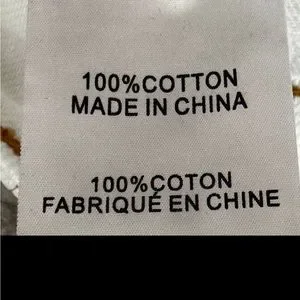 100%COTTON
MADE IN CHINA
100%COTON
FABRIQUÉ EN CHINE